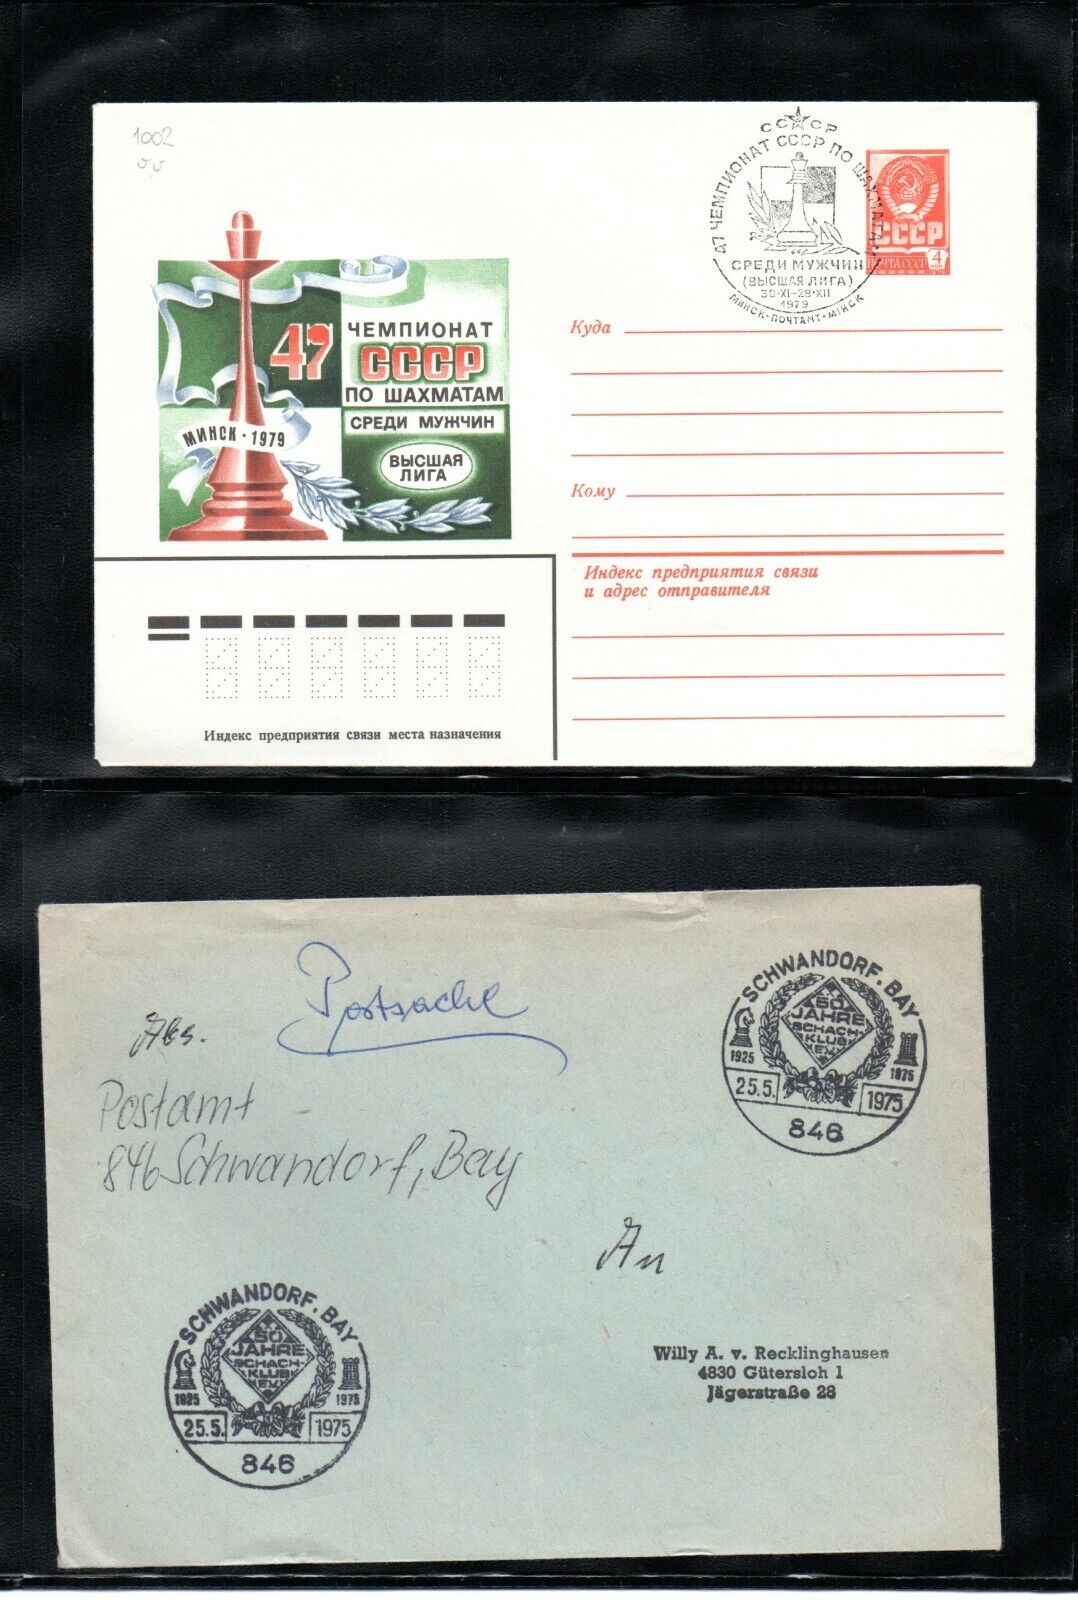 1002
СССР
47 ЧЕМПИОНАТ СССР ПО ШАХМАТАМ
СРЕДИ МУЖЧИН
(ВЫСШАЯ ЛИГА)
30·XI-28·XII
1979
МИНСК·ПОЧТАМТ·МІНСК
СССР
ПОЧТА СССР
4
КОП
47 ЧЕМПИОНАТ
СССР
ПО ШАХМАТАМ
СРЕДИ МУЖЧИН
МИНСК·1979
ВЫСШАЯ
ЛИГА
Куда
Кому
Индекс предприятия связи
и адрес отправителя
Индекс предприятия связи места назначения
Postsache
Abs.
Postamt
846 Schwandorf, Bay
SCHWANDORF, BAY
50
JAHRE
SCHACH-
KLUB
E.V.
1925
1975
25.5.
1975
846
An
SCHWANDORF, BAY
50
JAHRE
SCHACH-
KLUB
E.V.
1925
1975
25.5.
1975
846
Willy A. v. Recklinghausen
4830 Gütersloh 1
Jägerstraße 28